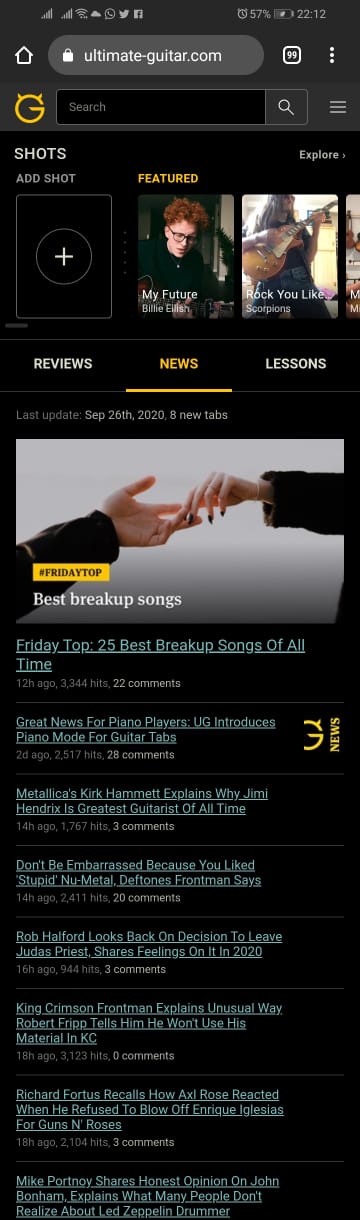 57% 22:12
ultimate-guitar.com
99
Search
SHOTS
Explore ›
ADD SHOT
FEATURED
My Future
Billie Eilish
Rock You Like...
Scorpions
M
Mi
REVIEWS
NEWS
LESSONS
Last update: Sep 26th, 2020, 8 new tabs
#FRIDAYTOP
Best breakup songs
Friday Top: 25 Best Breakup Songs Of All
Time
12h ago, 3,344 hits, 22 comments
Great News For Piano Players: UG Introduces
Piano Mode For Guitar Tabs
2d ago, 2,517 hits, 28 comments
NEWS
Metallica's Kirk Hammett Explains Why Jimi
Hendrix Is Greatest Guitarist Of All Time
14h ago, 1,767 hits, 3 comments
Don't Be Embarrassed Because You Liked
'Stupid' Nu-Metal, Deftones Frontman Says
14h ago, 2,411 hits, 20 comments
Rob Halford Looks Back On Decision To Leave
Judas Priest, Shares Feelings On It In 2020
16h ago, 944 hits, 3 comments
King Crimson Frontman Explains Unusual Way
Robert Fripp Tells Him He Won't Use His
Material In KC
18h ago, 3,123 hits, 0 comments
Richard Fortus Recalls How Axl Rose Reacted
When He Refused To Blow Off Enrique Iglesias
For Guns N' Roses
18h ago, 2,104 hits, 3 comments
Mike Portnoy Shares Honest Opinion On John
Bonham, Explains What Many People Don't
Realize About Led Zeppelin Drummer